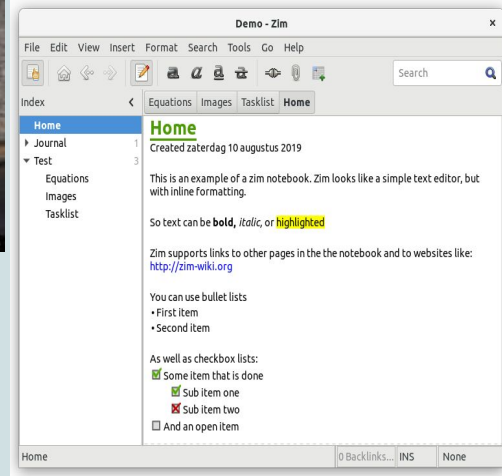 Demo - Zim
x
File Edit View Insert Format Search Tools Go Help
a a a a
Search
Index
Equations Images Tasklist Home
Home
Journal 1
Test 3
Equations
Images
Tasklist
Home
Created zaterdag 10 augustus 2019
This is an example of a zim notebook. Zim looks like a simple text editor, but
with inline formatting.
So text can be bold, italic, or highlighted
Zim supports links to other pages in the the notebook and to websites like:
http://zim-wiki.org
You can use bullet lists
• First item
• Second item
As well as checkbox lists:
Some item that is done
Sub item one
Sub item two
And an open item
Home 0 Backlinks... INS None